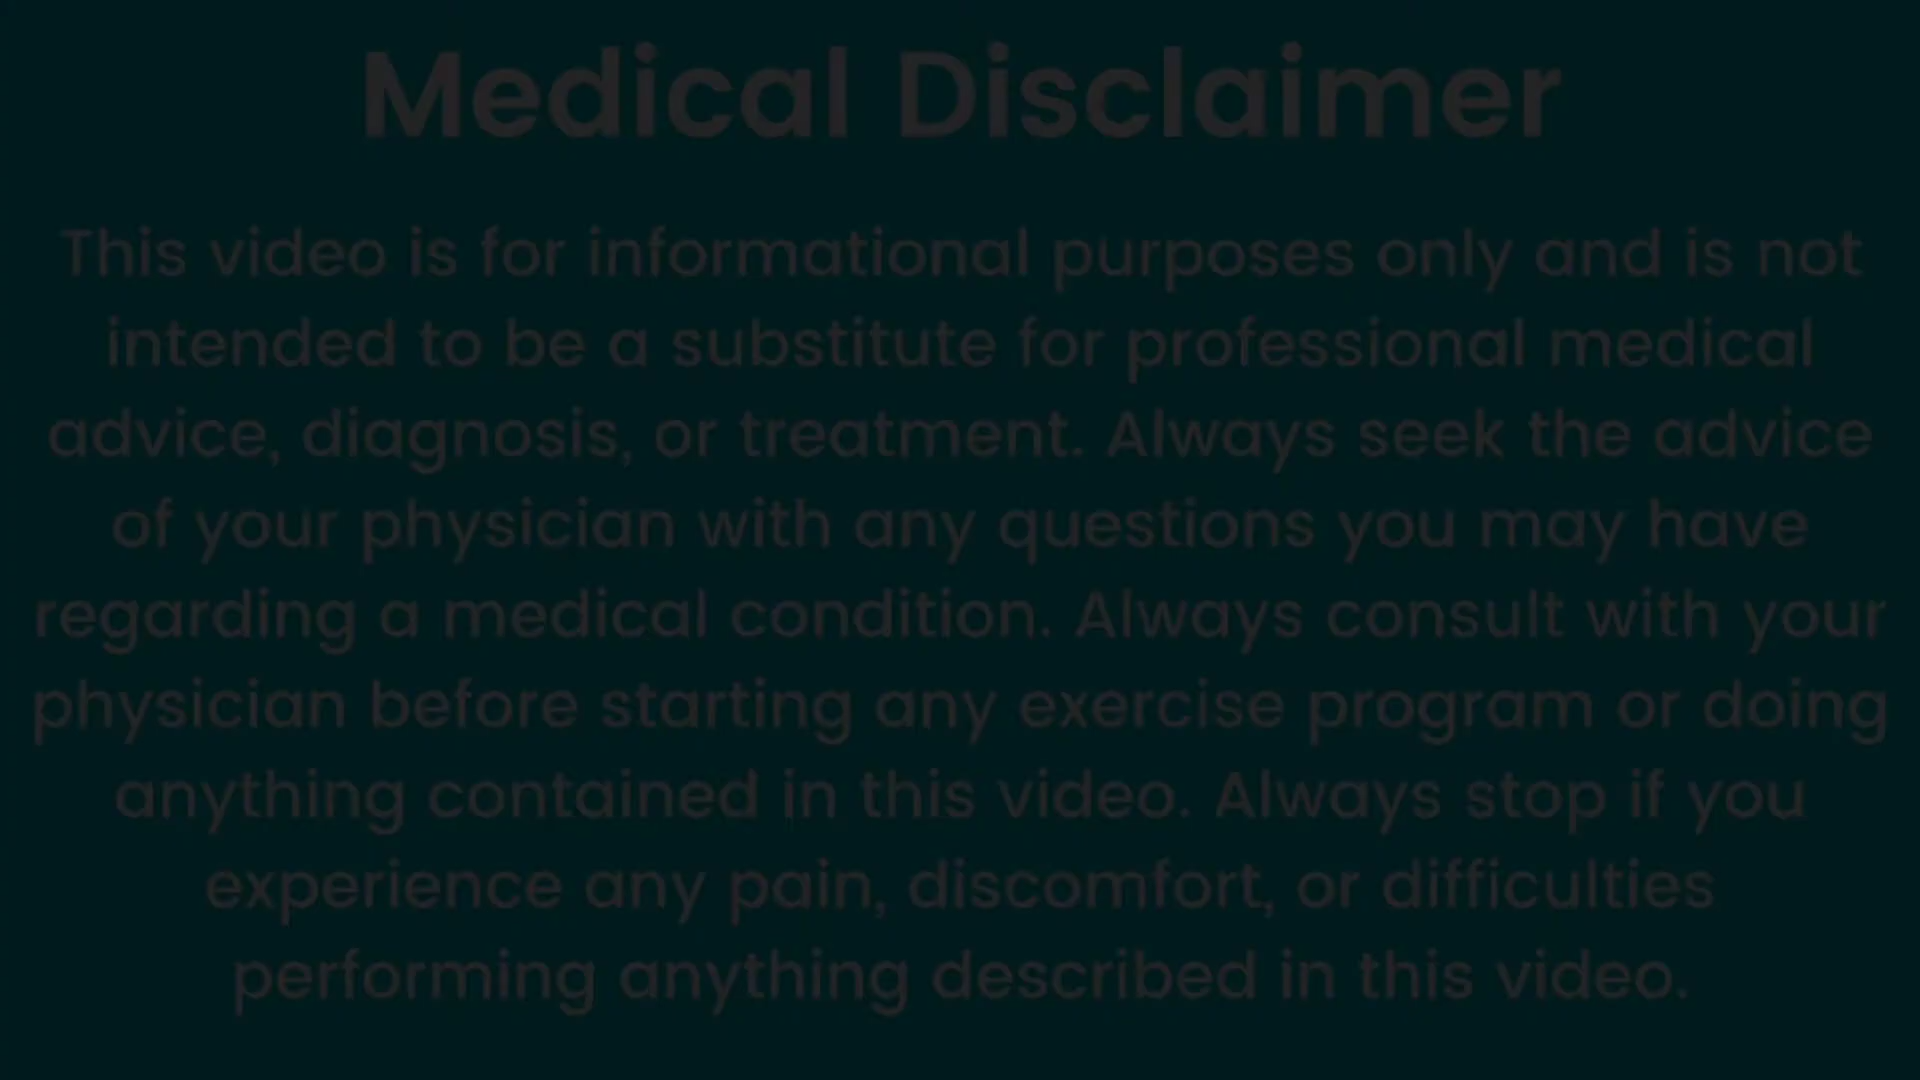 Medical Disclaimer
This video is for informational purposes only and is not
intended to be a substitute for professional medical
advice, diagnosis, or treatment. Always seek the advice
of your physician with any questions you may have
regarding a medical condition. Always consult with your
physician before starting any exercise program or doing
anything contained in this video. Always stop if you
experience any pain, discomfort, or difficulties
performing anything described in this video.